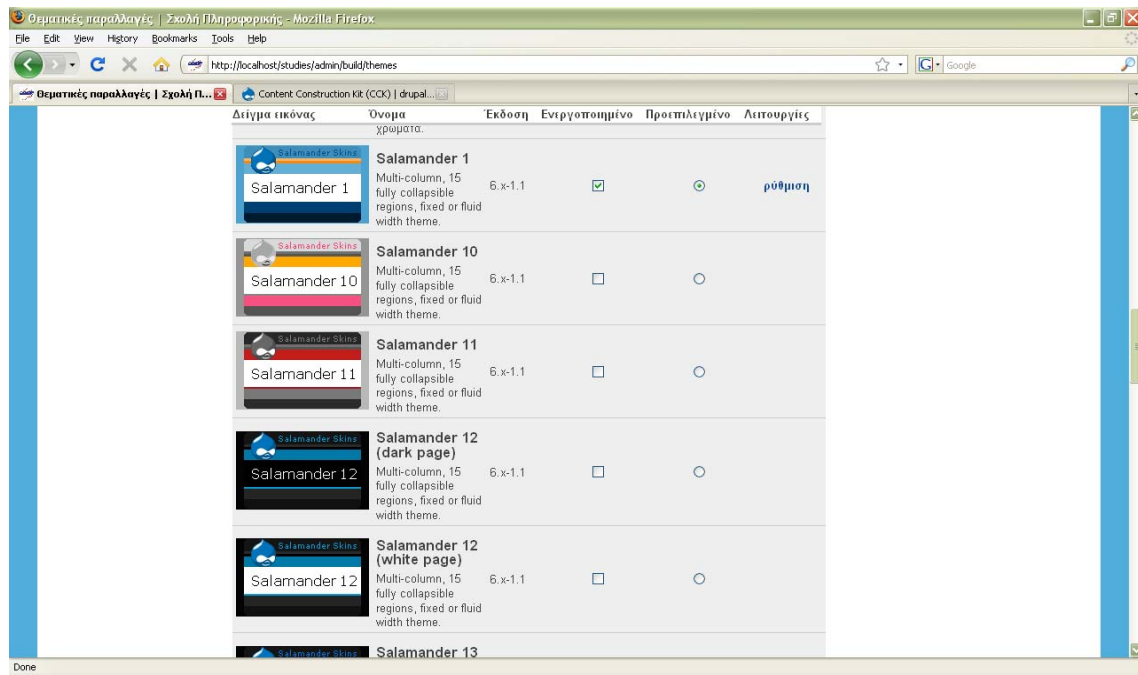 Θεματικές παραλλαγές | Σχολή Πληροφορικής - Mozilla Firefox
File Edit View History Bookmarks Tools Help
http://localhost/studies/admin/build/themes
G Google
Θεματικές παραλλαγές | Σχολή Π...
Content Construction Kit (CCK) | drupal...
Δείγμα εικόνας Όνομα Έκδοση Ενεργοποιημένο Προεπιλεγμένο Λειτουργίες
χρώματα.
Salamander Skins
Salamander 1
Salamander 1
Multi-column, 15
fully collapsible
regions, fixed or fluid
width theme.
6.x-1.1
ρύθμιση
Salamander Skins
Salamander 10
Salamander 10
Multi-column, 15
fully collapsible
regions, fixed or fluid
width theme.
6.x-1.1
Salamander Skins
Salamander 11
Salamander 11
Multi-column, 15
fully collapsible
regions, fixed or fluid
width theme.
6.x-1.1
Salamander Skins
Salamander 12
Salamander 12
(dark page)
Multi-column, 15
fully collapsible
regions, fixed or fluid
width theme.
6.x-1.1
Salamander Skins
Salamander 12
Salamander 12
(white page)
Multi-column, 15
fully collapsible
regions, fixed or fluid
width theme.
6.x-1.1
Salamander Skins
Salamander 13
Done